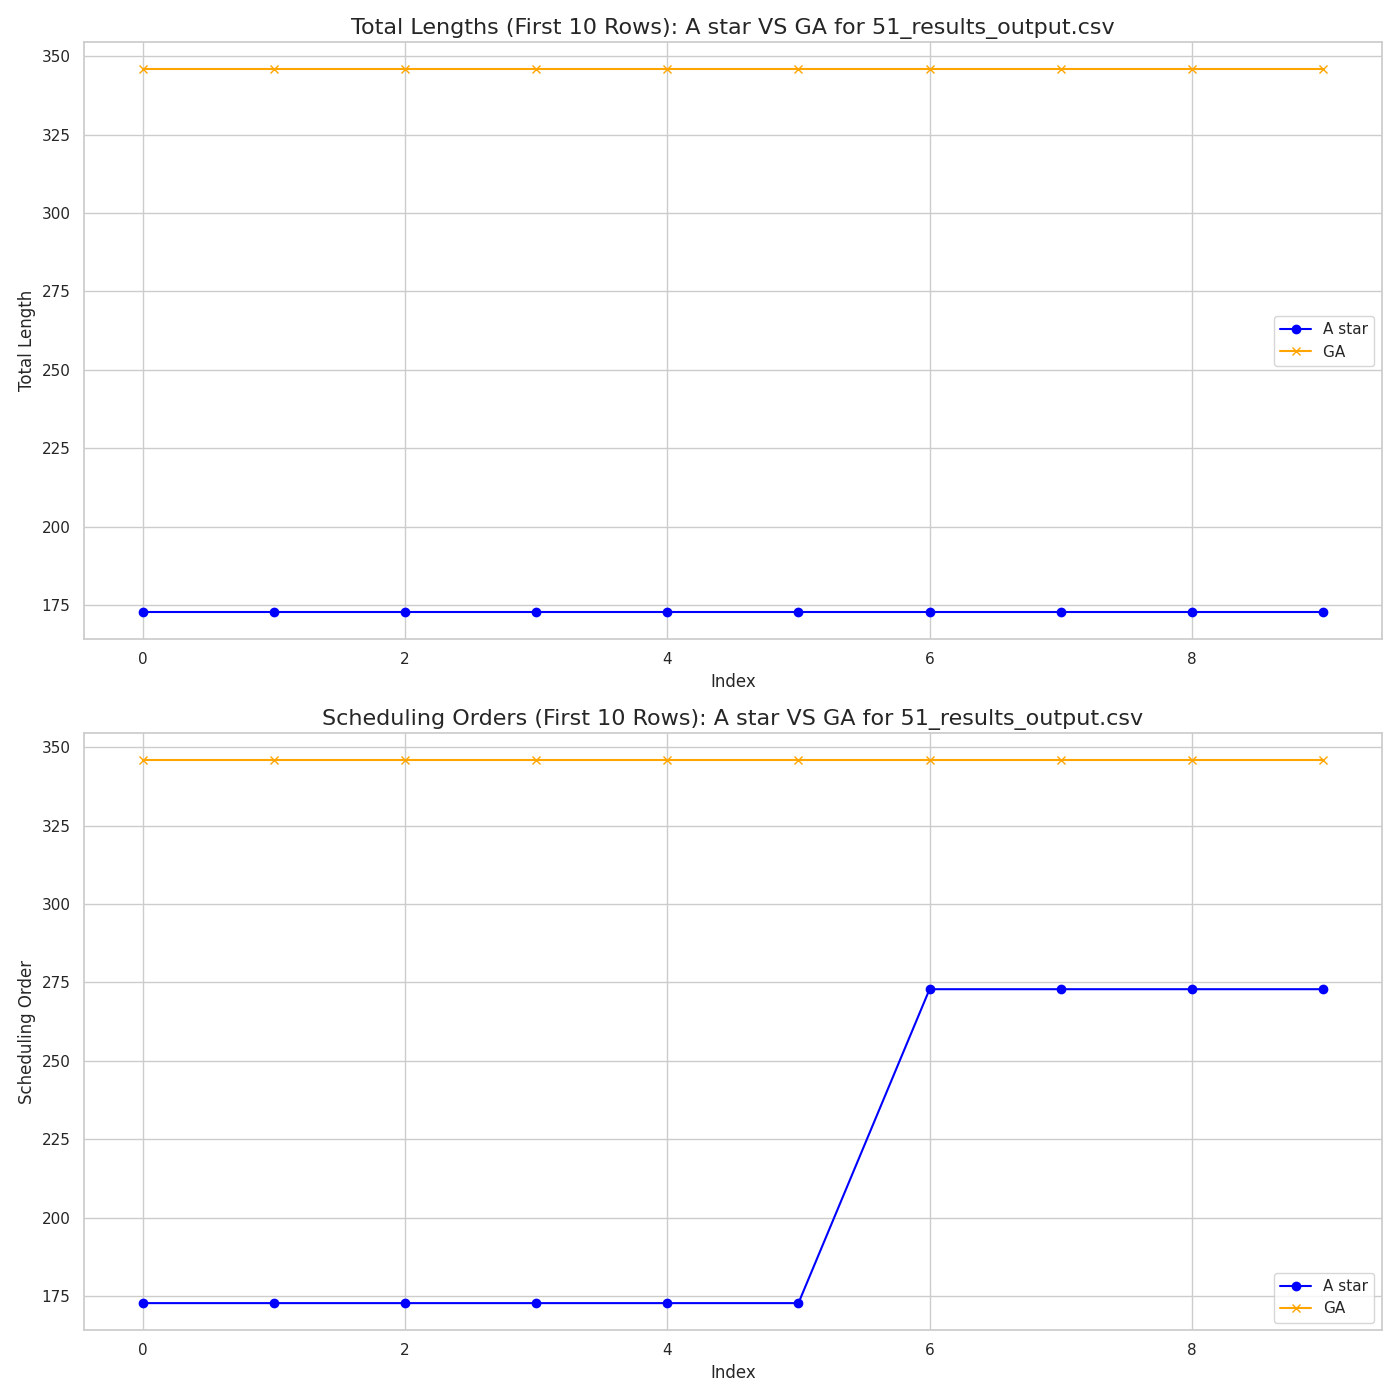 Total Lengths (First 10 Rows): A star VS GA for 51_results_output.csv
350
325
300
275
250
225
200
175
Total Length
A star
GA
0 2 4 6 8
Index
Scheduling Orders (First 10 Rows): A star VS GA for 51_results_output.csv
350
325
300
275
250
225
200
175
Scheduling Order
A star
GA
0 2 4 6 8
Index